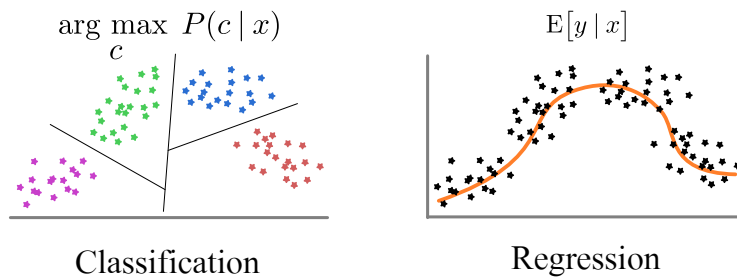 arg max P(c | x)
c
E[y | x]
Classification
Regression